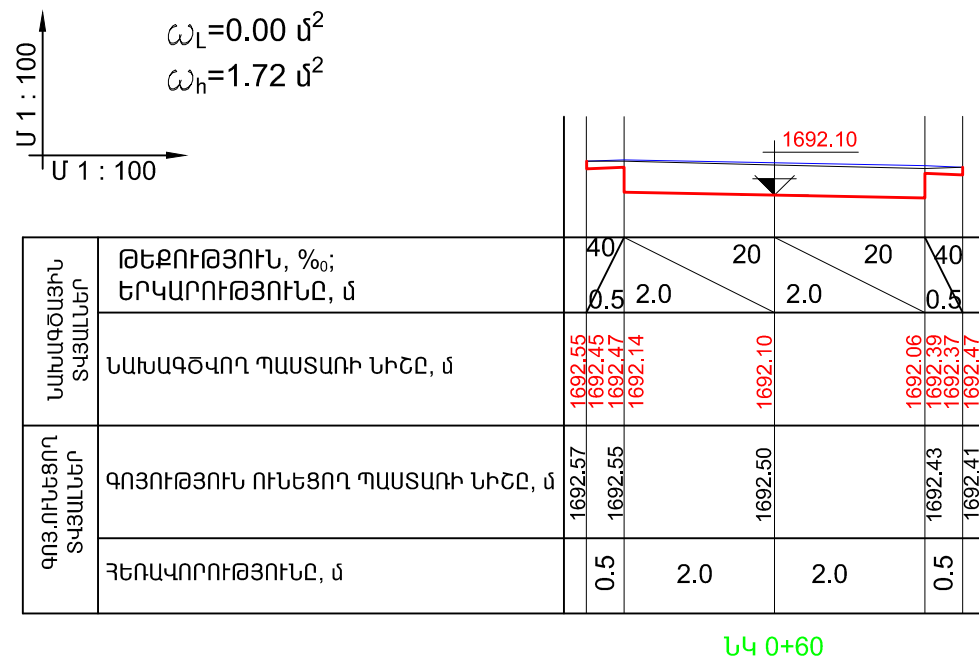 Մ 1 : 100
Մ 1 : 100
ωL=0.00 մ²
ωh=1.72 մ²
1692.10
ՆԱԽԱԳԾԱՅԻՆ
ՏՎՅԱԼՆԵՐ
ԹԵՔՈՒԹՅՈՒՆ, ‰;
ԵՐԿԱՐՈՒԹՅՈՒՆԸ, մ
40 20 20 40
0.5 2.0 2.0 0.5
ՆԱԽԱԳԾՎՈՂ ՊԱՍՏԱՌԻ ՆԻՇԸ, մ
1692.55
1692.45
1692.47
1692.14
1692.10
1692.06
1692.39
1692.37
1692.47
ԳՈՅ.ՈՒՆԵՑՈՂ
ՏՎՅԱԼՆԵՐ
ԳՈՅՈՒԹՅՈՒՆ ՈՒՆԵՑՈՂ ՊԱՍՏԱՌԻ ՆԻՇԸ, մ
1692.57
1692.55
1692.50
1692.43
1692.41
ՀԵՌԱՎՈՐՈՒԹՅՈՒՆԸ, մ
0.5 2.0 2.0 0.5
ՆԿ 0+60